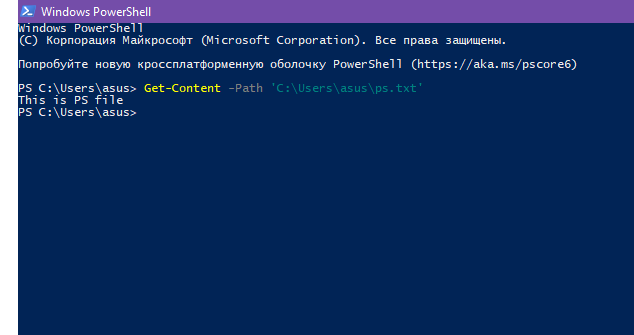 Windows PowerShell
Windows PowerShell
(C) Корпорация Майкрософт (Microsoft Corporation). Все права защищены.
Попробуйте новую кроссплатформенную оболочку PowerShell (https://aka.ms/pscore6)
PS C:\Users\asus> Get-Content -Path 'C:\Users\asus\ps.txt'
This is PS file
PS C:\Users\asus>